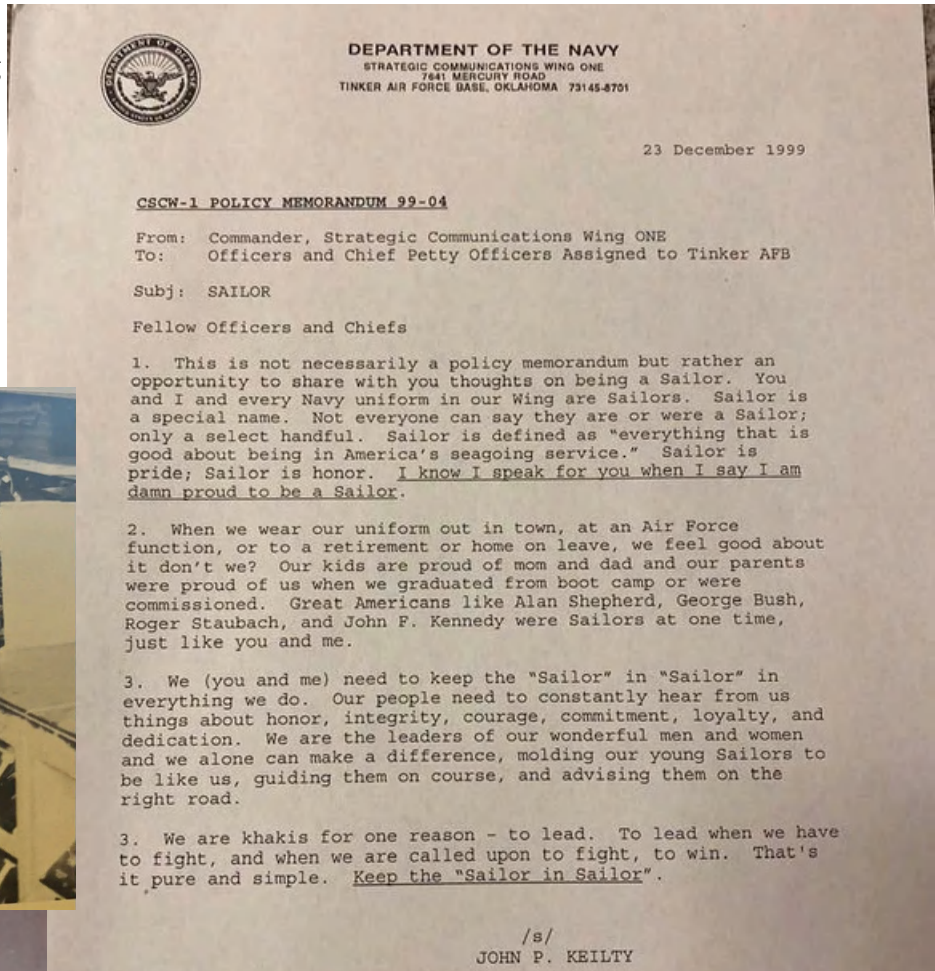 DEPARTMENT OF DEFENSE
DEPARTMENT OF THE NAVY
STRATEGIC COMMUNICATIONS WING ONE
7641 MERCURY ROAD
TINKER AIR FORCE BASE, OKLAHOMA 73145-8701
23 December 1999
CSCW-1 POLICY MEMORANDUM 99-04
From: Commander, Strategic Communications Wing ONE
To: Officers and Chief Petty Officers Assigned to Tinker AFB
Subj: SAILOR
Fellow Officers and Chiefs
1. This is not necessarily a policy memorandum but rather an
opportunity to share with you thoughts on being a Sailor. You
and I and every Navy uniform in our Wing are Sailors. Sailor is
a special name. Not everyone can say they are or were a Sailor;
only a select handful. Sailor is defined as "everything that is
good about being in America's seagoing service." Sailor is
pride; Sailor is honor. I know I speak for you when I say I am
damn proud to be a Sailor.
2. When we wear our uniform out in town, at an Air Force
function, or to a retirement or home on leave, we feel good about
it don't we? Our kids are proud of mom and dad and our parents
were proud of us when we graduated from boot camp or were
commissioned. Great Americans like Alan Shepherd, George Bush,
Roger Staubach, and John F. Kennedy were Sailors at one time,
just like you and me.
3. We (you and me) need to keep the "Sailor" in "Sailor" in
everything we do. Our people need to constantly hear from us
things about honor, integrity, courage, commitment, loyalty, and
dedication. We are the leaders of our wonderful men and women
and we alone can make a difference, molding our young Sailors to
be like us, guiding them on course, and advising them on the
right road.
3. We are khakis for one reason - to lead. To lead when we have
to fight, and when we are called upon to fight, to win. That's
it pure and simple. Keep the "Sailor in Sailor".
/s/
JOHN P. KEILTY